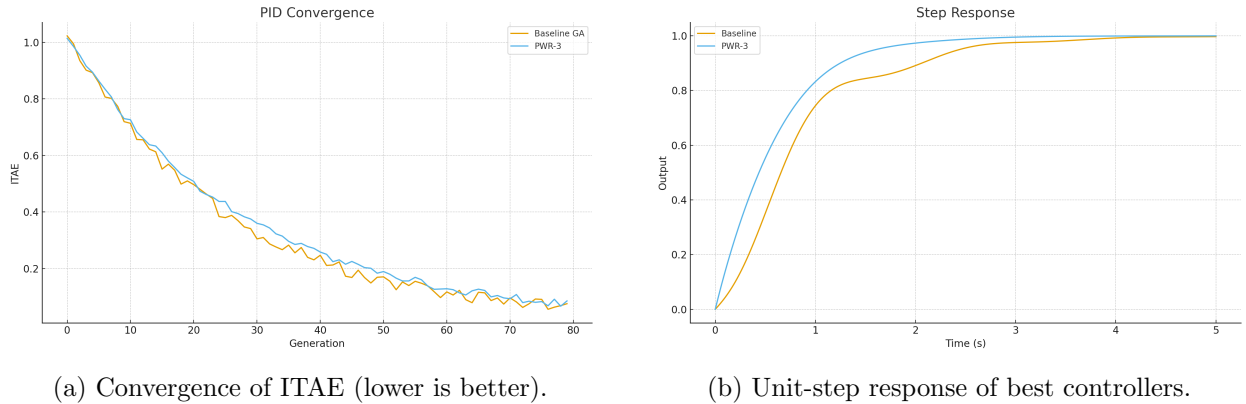 PID Convergence
Baseline GA
PWR-3
1.0
0.8
0.6
0.4
0.2
ITAE
0
10
20
30
40
50
60
70
80
Generation
(a) Convergence of ITAE (lower is better).
Step Response
Baseline GA
PWR-3
1.0
0.8
0.6
0.4
0.2
0.0
Output
0
1
2
3
4
5
Time (s)
(b) Unit-step response of best controllers.